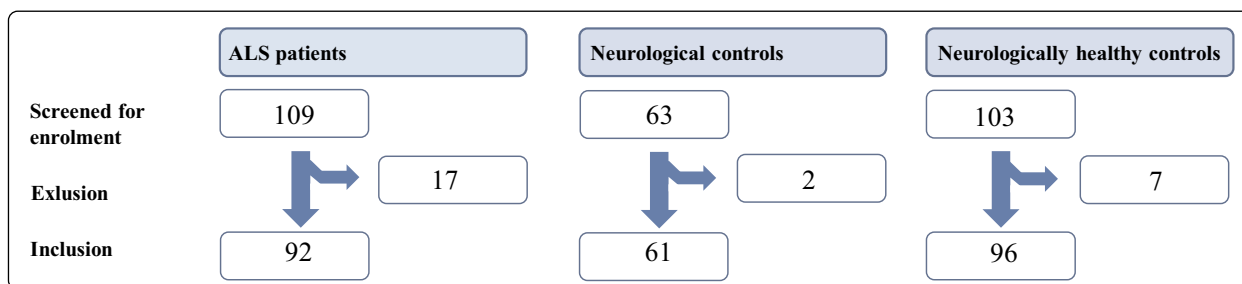 ALS patients Neurological controls Neurologically healthy controls
Screened for
enrolment
109 63 103
Exlusion 17 2 7
Inclusion 92 61 96